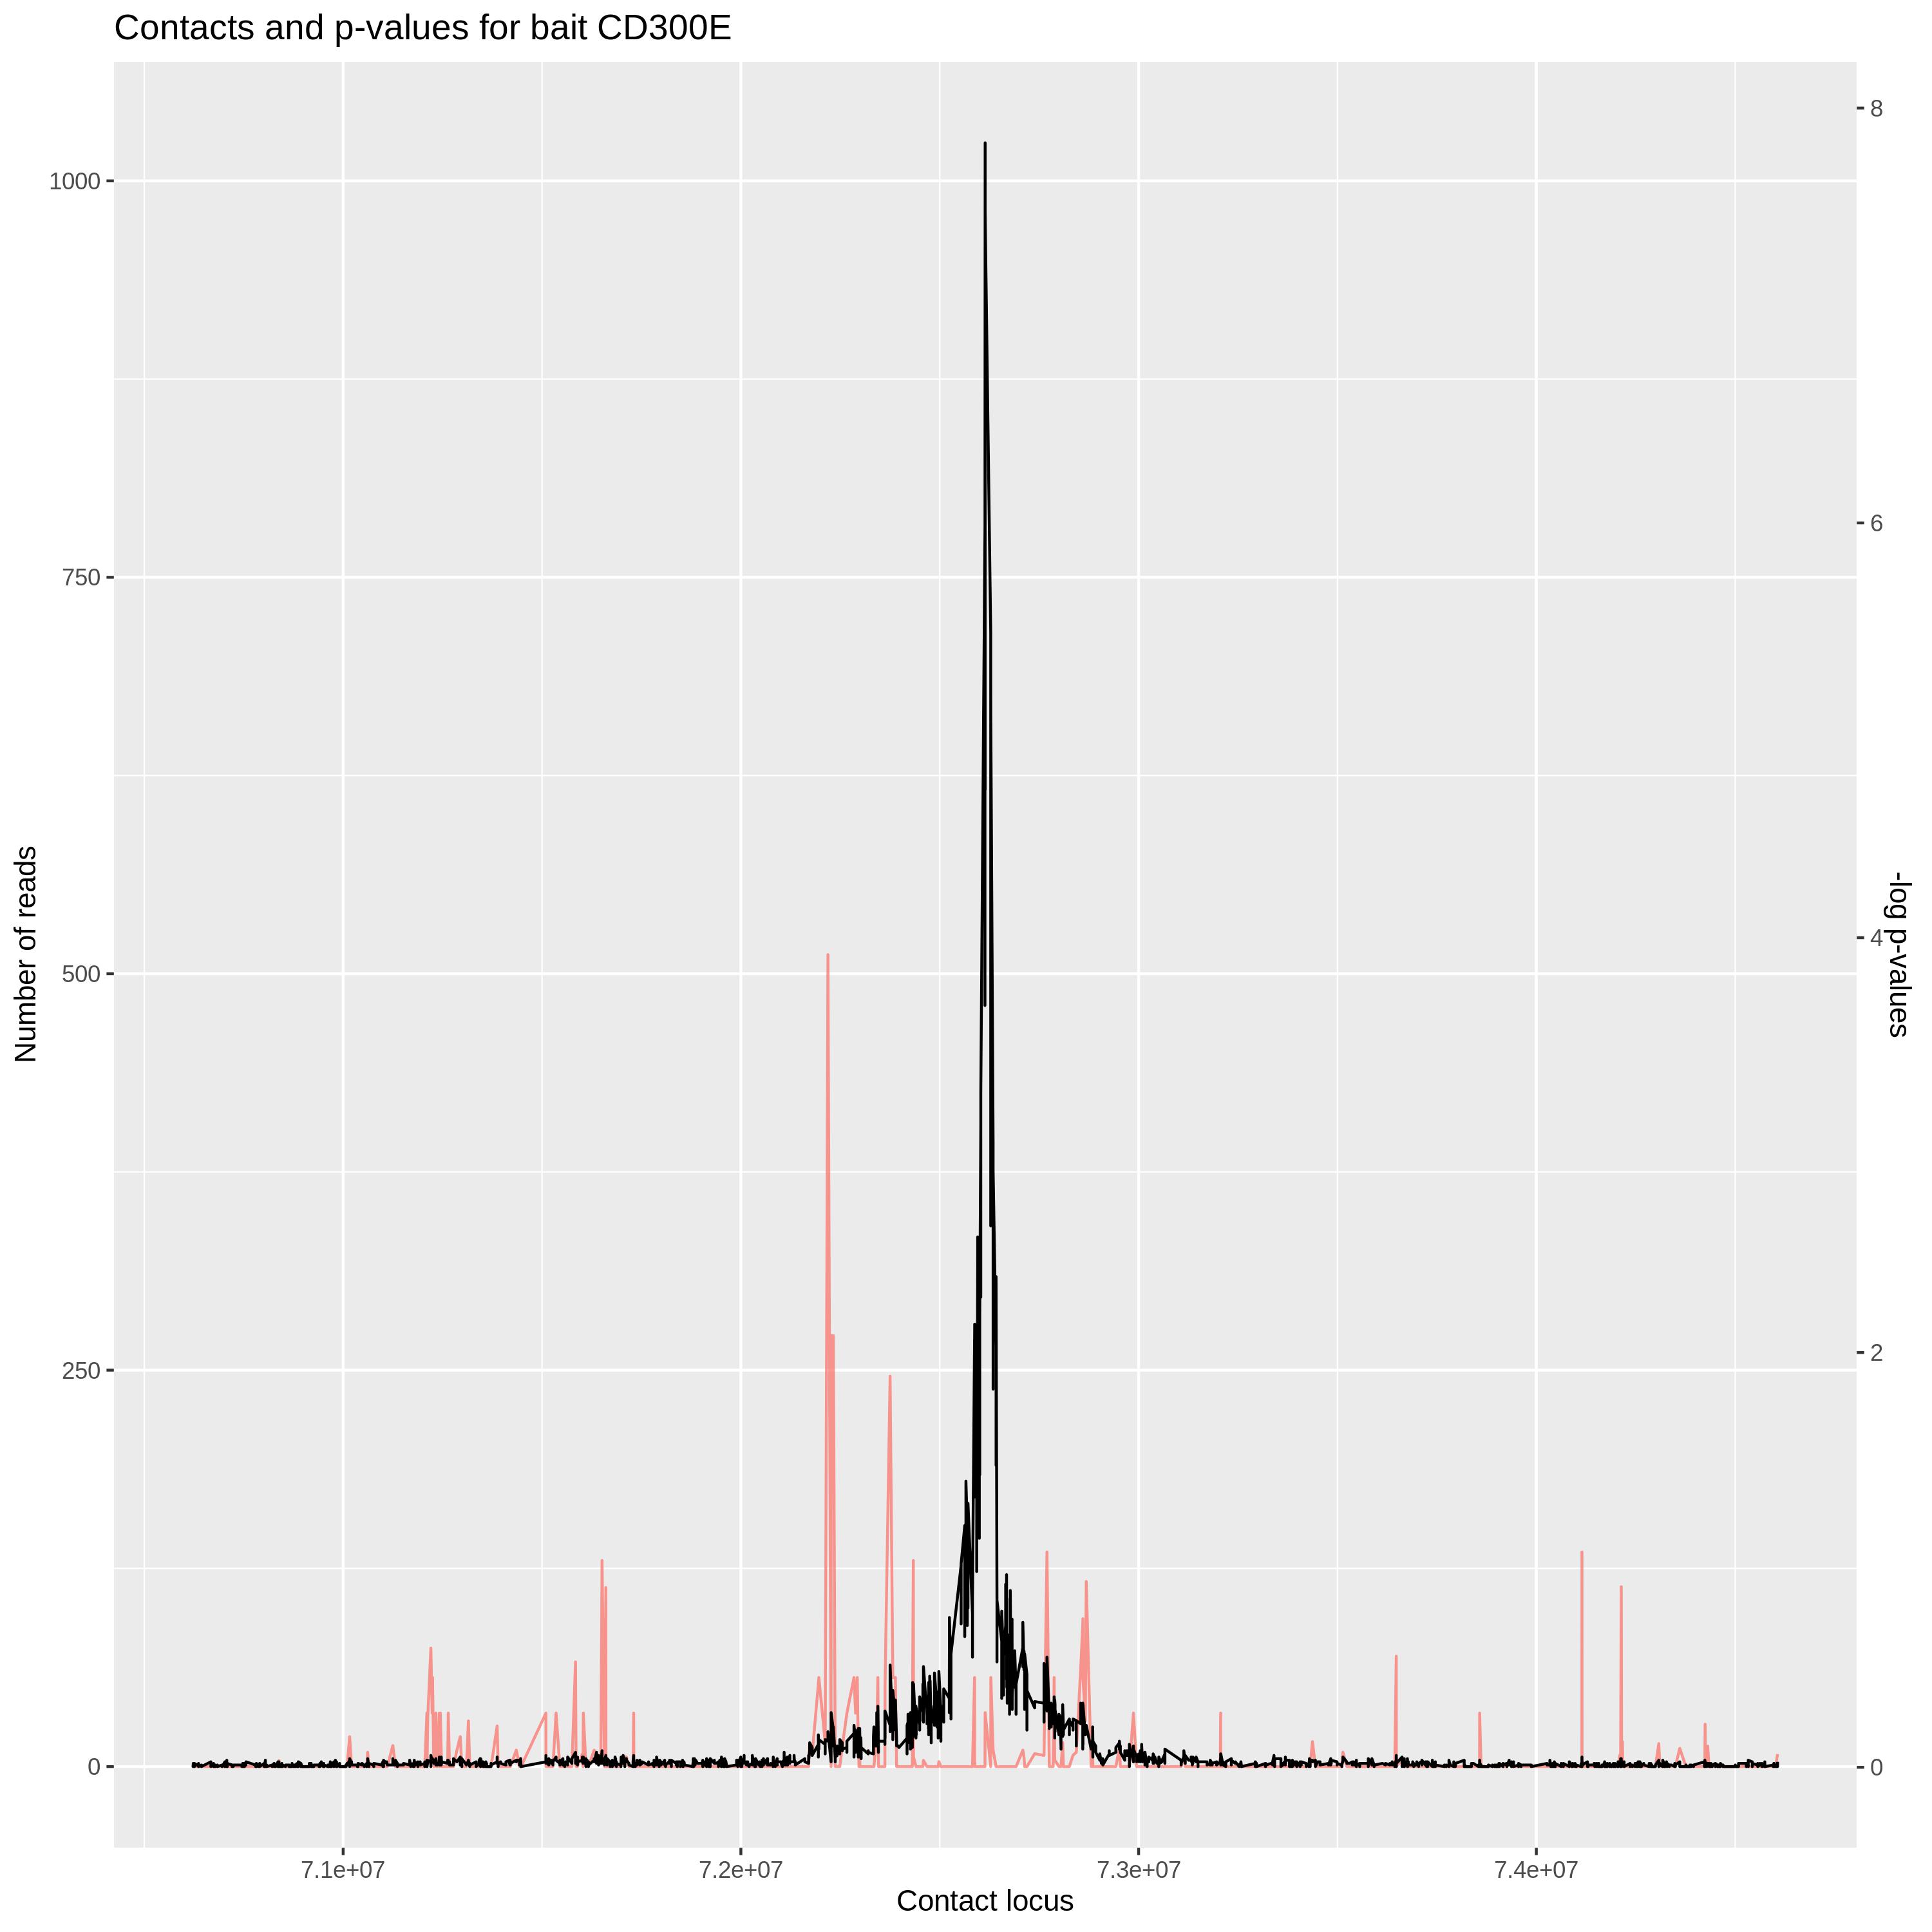 Contacts and p-values for bait CD300E
1000
750
500
250
0
Number of reads
8
6
4
2
0
-log p-values
7.1e+07 7.2e+07 7.3e+07 7.4e+07
Contact locus